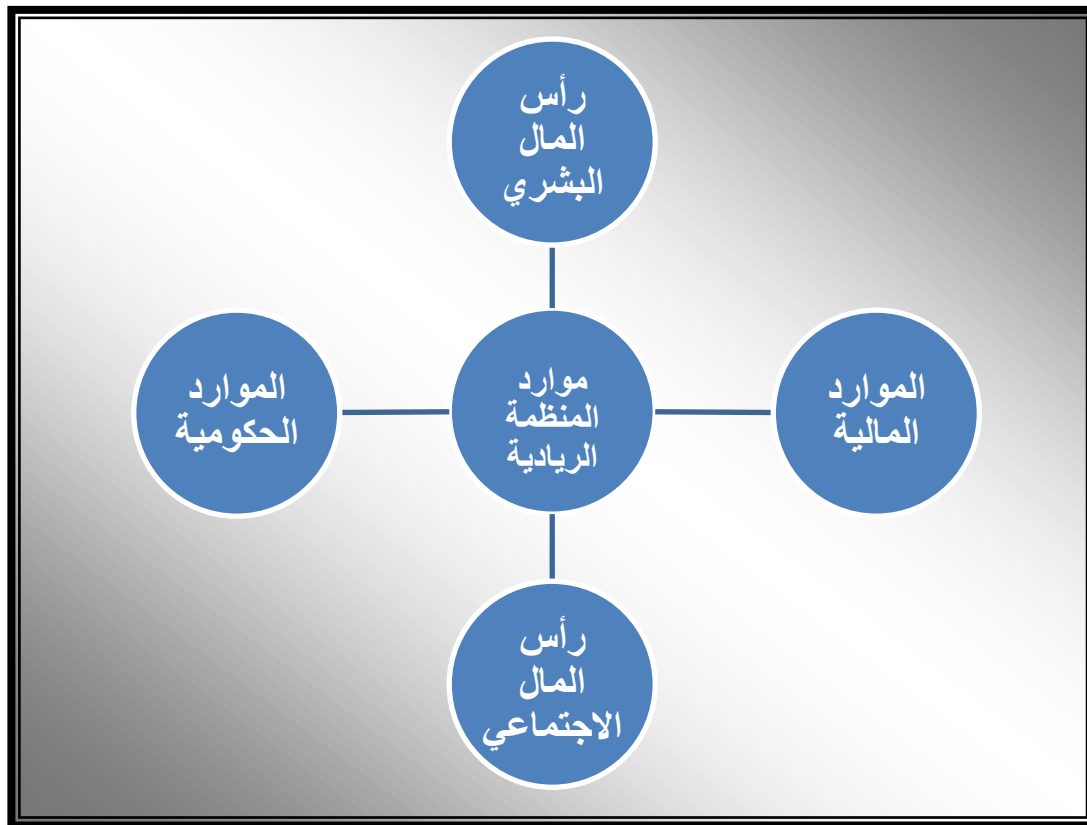 رأس
المال
البشري
الموارد
المالية
موارد
المنظمة
الريادية
الموارد
الحكومية
رأس
المال
الاجتماعي